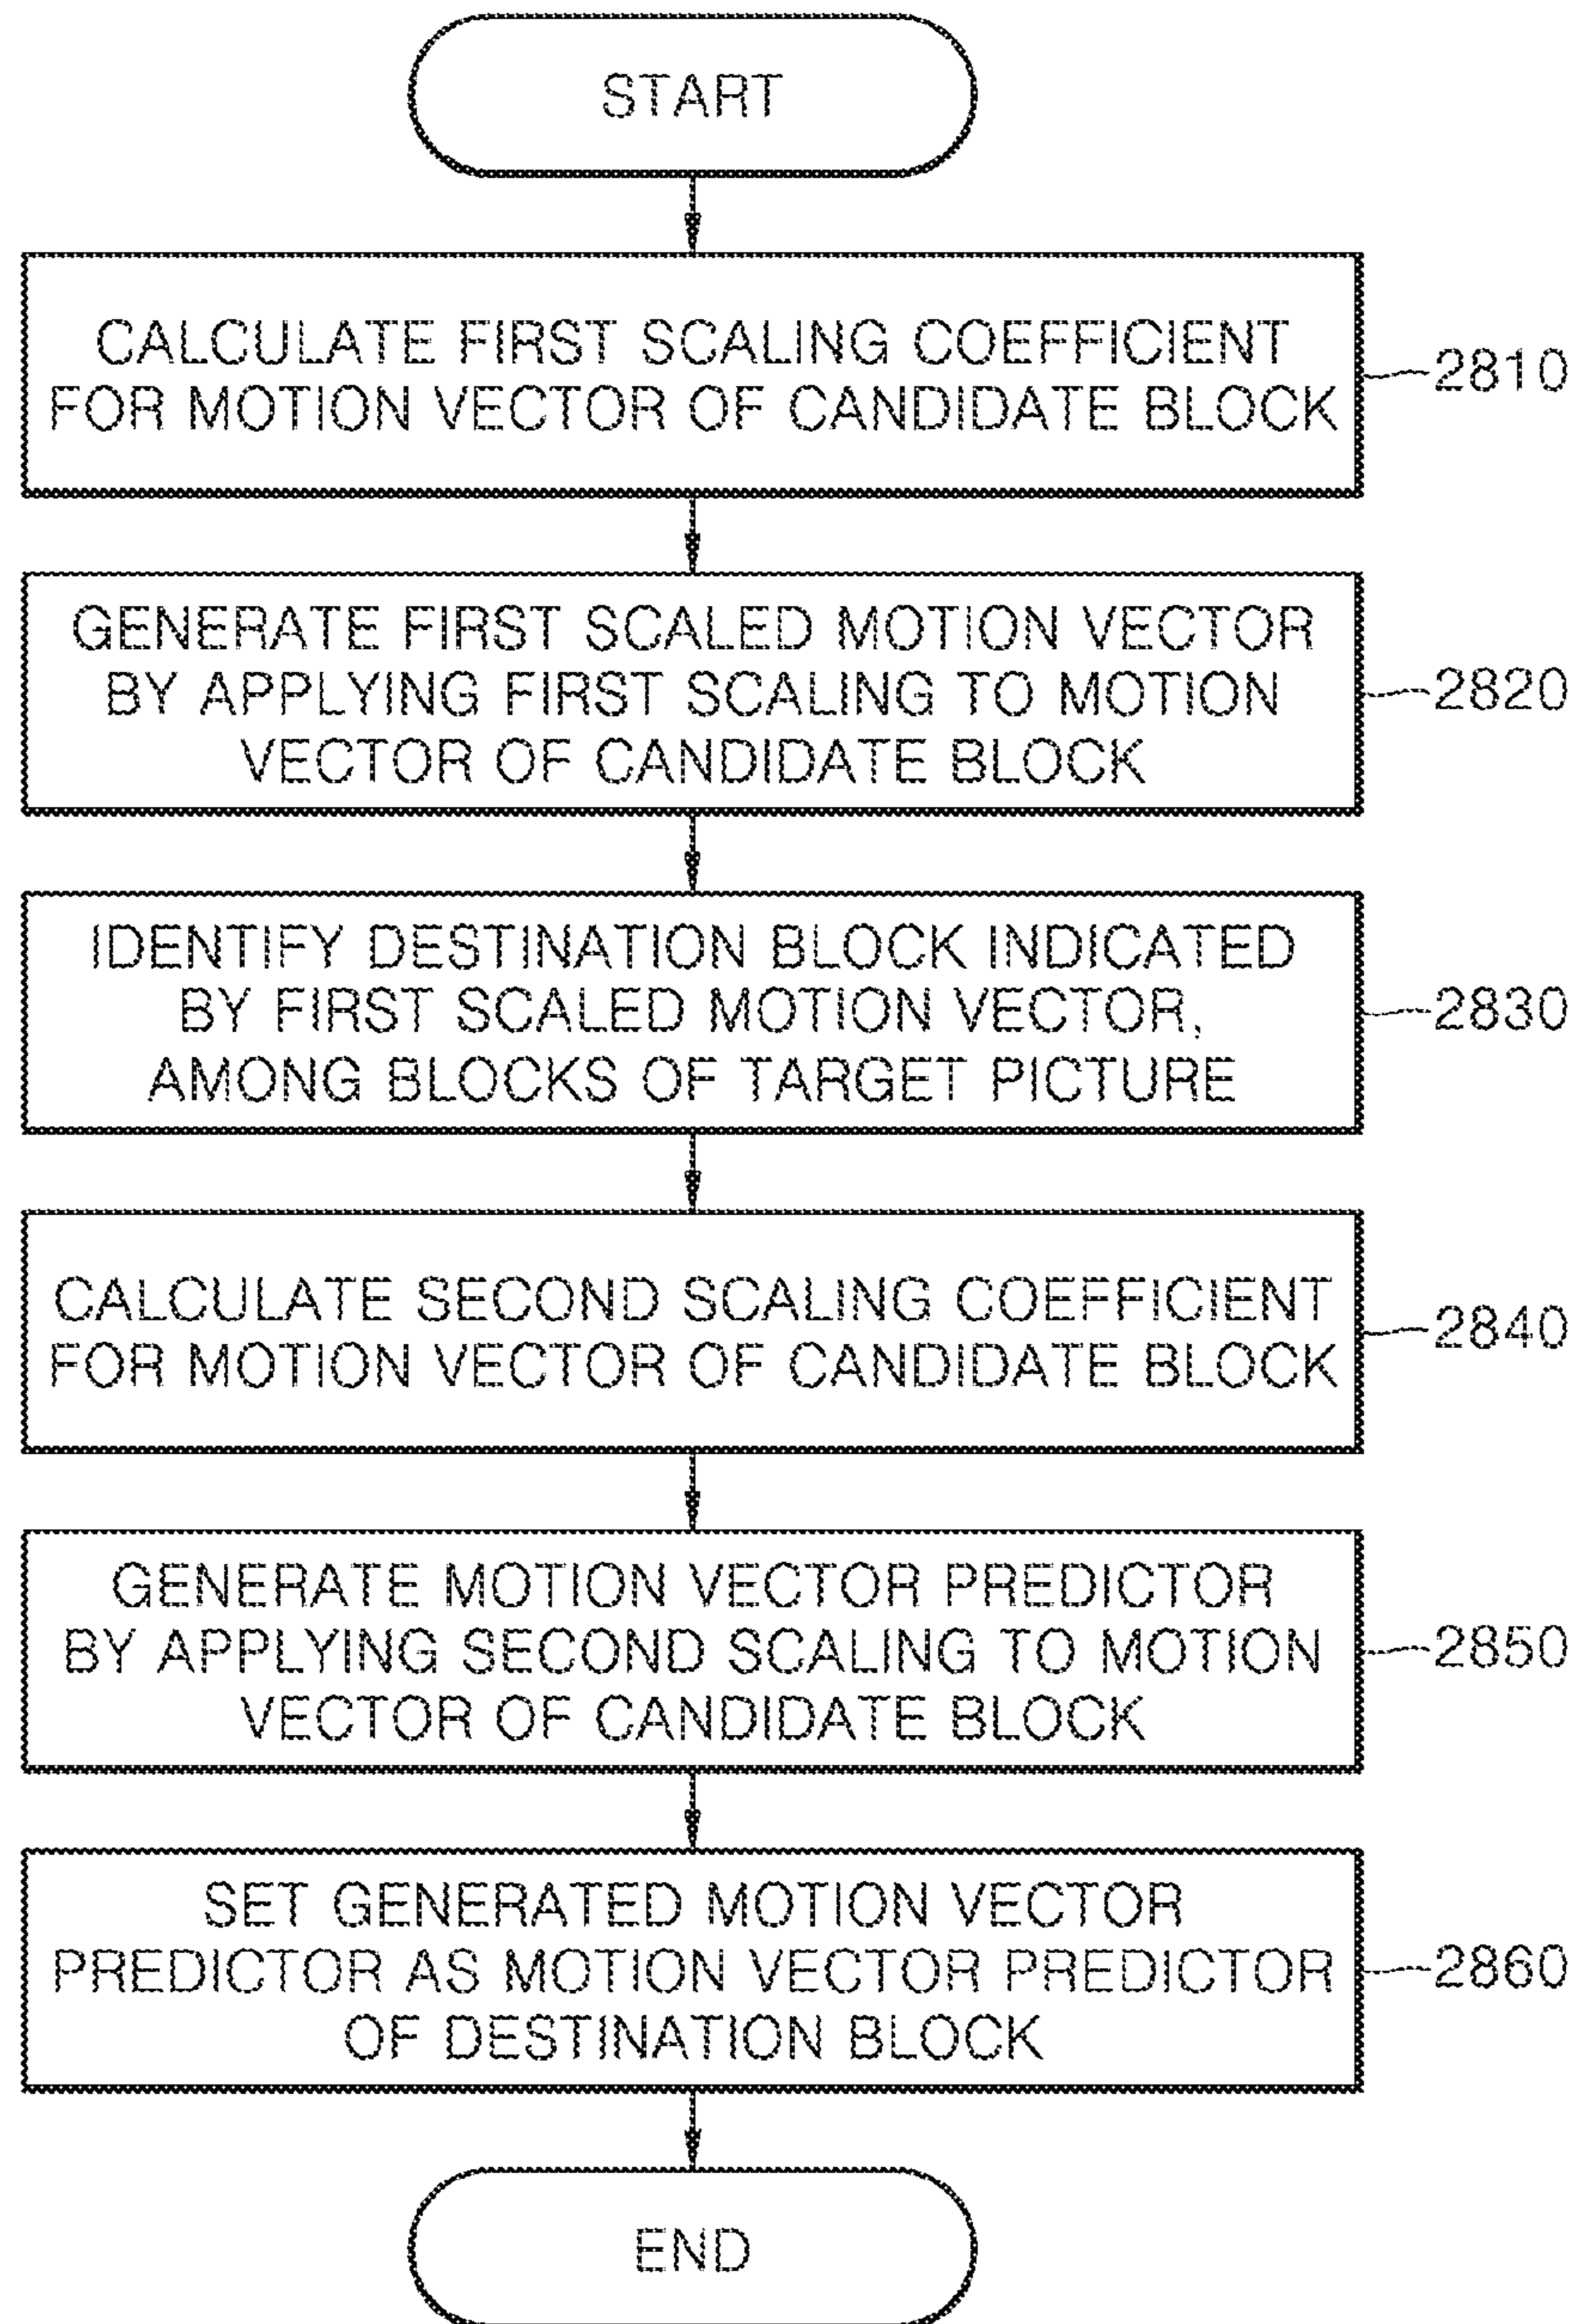 START
CALCULATE FIRST SCALING COEFFICIENT
FOR MOTION VECTOR OF CANDIDATE BLOCK
2810
GENERATE FIRST SCALED MOTION VECTOR
BY APPLYING FIRST SCALING TO MOTION
VECTOR OF CANDIDATE BLOCK
2820
IDENTIFY DESTINATION BLOCK INDICATED
BY FIRST SCALED MOTION VECTOR,
AMONG BLOCKS OF TARGET PICTURE
2830
CALCULATE SECOND SCALING COEFFICIENT
FOR MOTION VECTOR OF CANDIDATE BLOCK
2840
GENERATE MOTION VECTOR PREDICTOR
BY APPLYING SECOND SCALING TO MOTION
VECTOR OF CANDIDATE BLOCK
2850
SET GENERATED MOTION VECTOR
PREDICTOR AS MOTION VECTOR PREDICTOR
OF DESTINATION BLOCK
2860
END